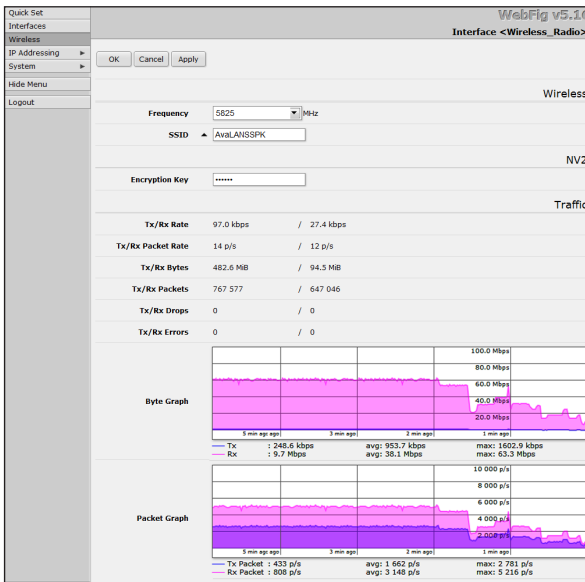 Quick Set
Interfaces
Wireless
IP Addressing
System
Hide Menu
Logout
WebFig v5.16
Interface <Wireless_Radio>
OK Cancel Apply
Wireless
Frequency 5825 MHz
SSID AvaLANSSPK
NV2
Encryption Key ••••••
Traffic
Tx/Rx Rate 97.0 kbps / 27.4 kbps
Tx/Rx Packet Rate 14 p/s / 12 p/s
Tx/Rx Bytes 482.6 MiB / 94.5 MiB
Tx/Rx Packets 767 577 / 647 046
Tx/Rx Drops 0 / 0
Tx/Rx Errors 0 / 0
Byte Graph
100.0 Mbps
80.0 Mbps
60.0 Mbps
40.0 Mbps
20.0 Mbps
5 min ago ago 3 min ago 2 min ago 1 min ago
Tx : 248.6 kbps avg: 953.7 kbps max: 1602.9 kbps
Rx : 9.7 Mbps avg: 38.1 Mbps max: 63.3 Mbps
Packet Graph
10 000 p/s
8 000 p/s
6 000 p/s
4 000 p/s
2 000 p/s
5 min ago ago 3 min ago 2 min ago 1 min ago
Tx Packet : 433 p/s avg: 1 662 p/s max: 2 781 p/s
Rx Packet : 808 p/s avg: 3 148 p/s max: 5 216 p/s